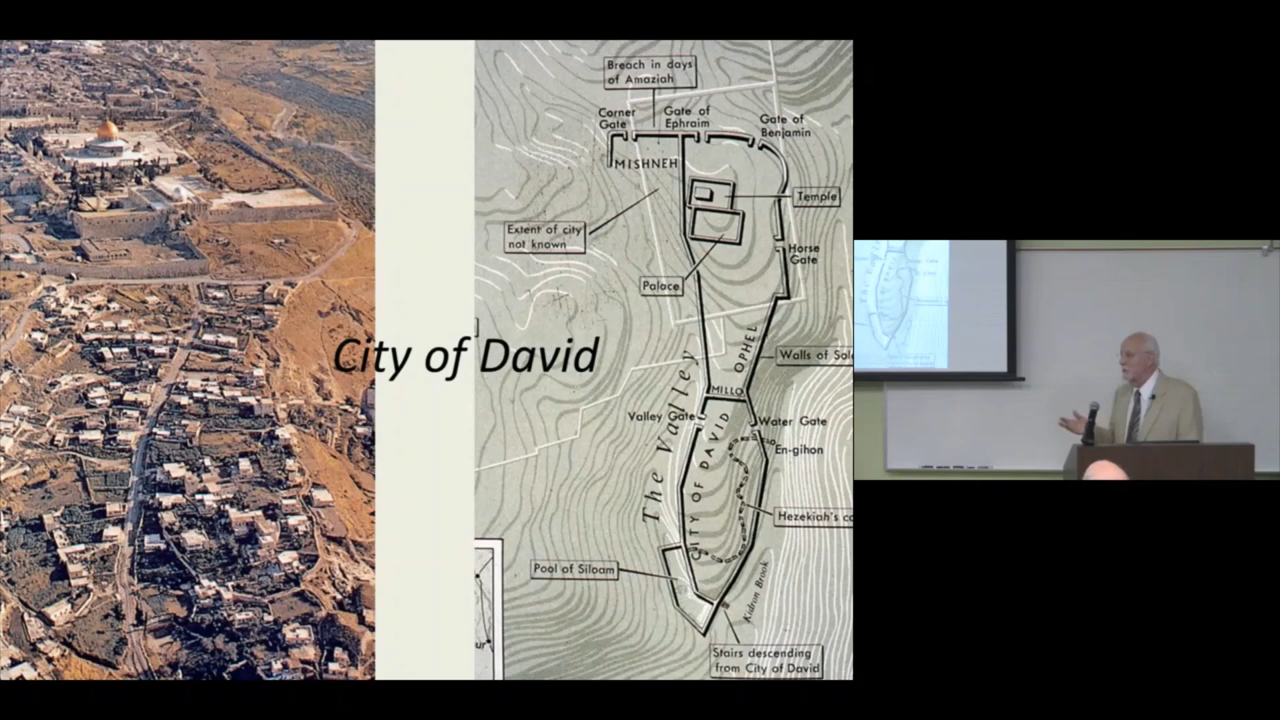 Breach in days
of Amaziah
Corner
Gate
Gate of
Ephraim
Gate of
Benjamin
MISHNEH
Temple
Extent of city
not known
Horse
Gate
Palace
OPHEL
City of David
Walls of
The Valley
MILLO
Valley Gate
Water Gate
En-gihon
CITY OF DAVID
Hezekiah's
Pool of Siloam
Kidron Brook
Stairs descending
from City of David